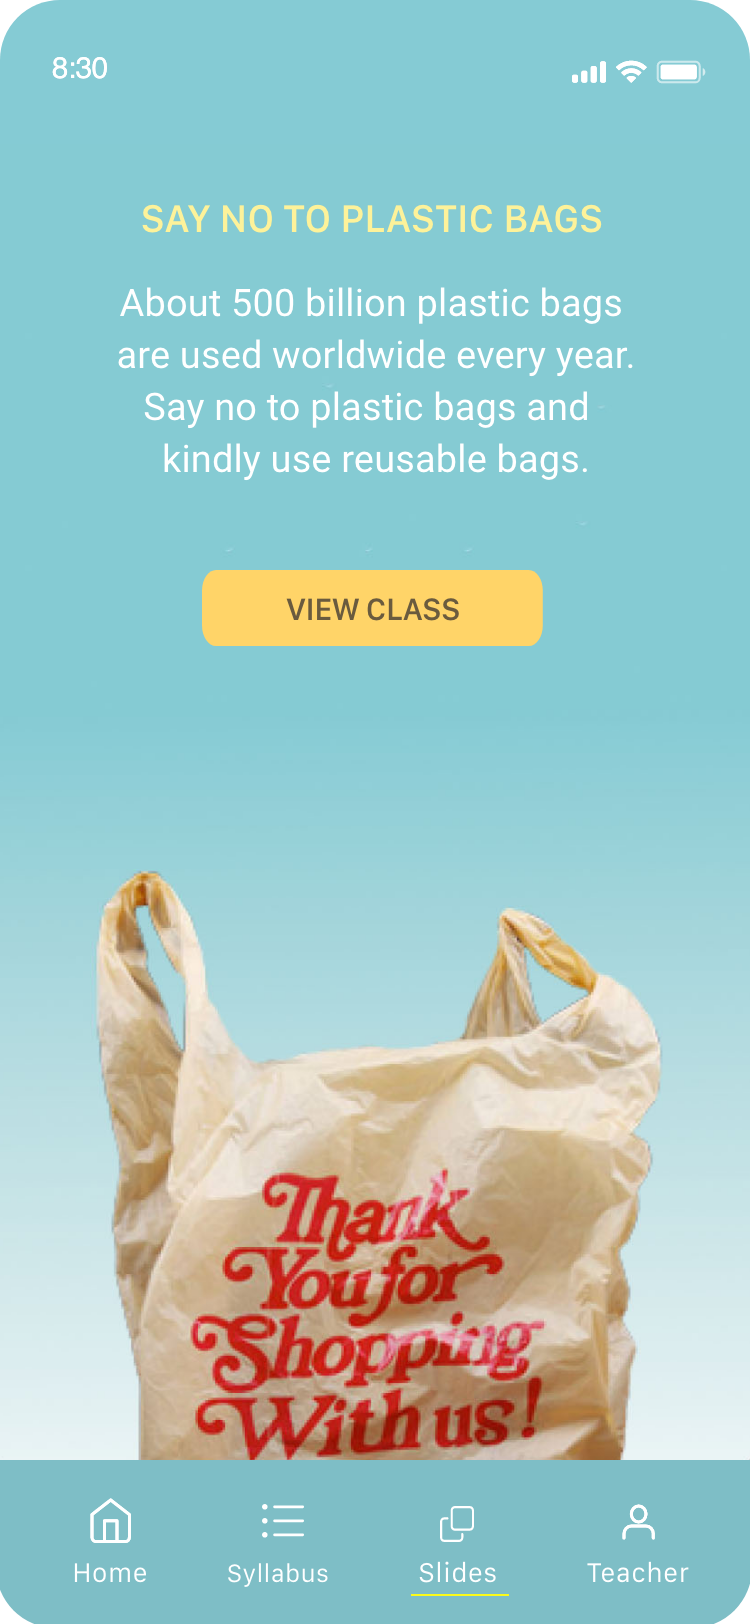 8:30
SAY NO TO PLASTIC BAGS
About 500 billion plastic bags
are used worldwide every year.
Say no to plastic bags and
kindly use reusable bags.
VIEW CLASS
Thank
You for
Shopping
With us!
Home
Syllabus
Slides
Teacher